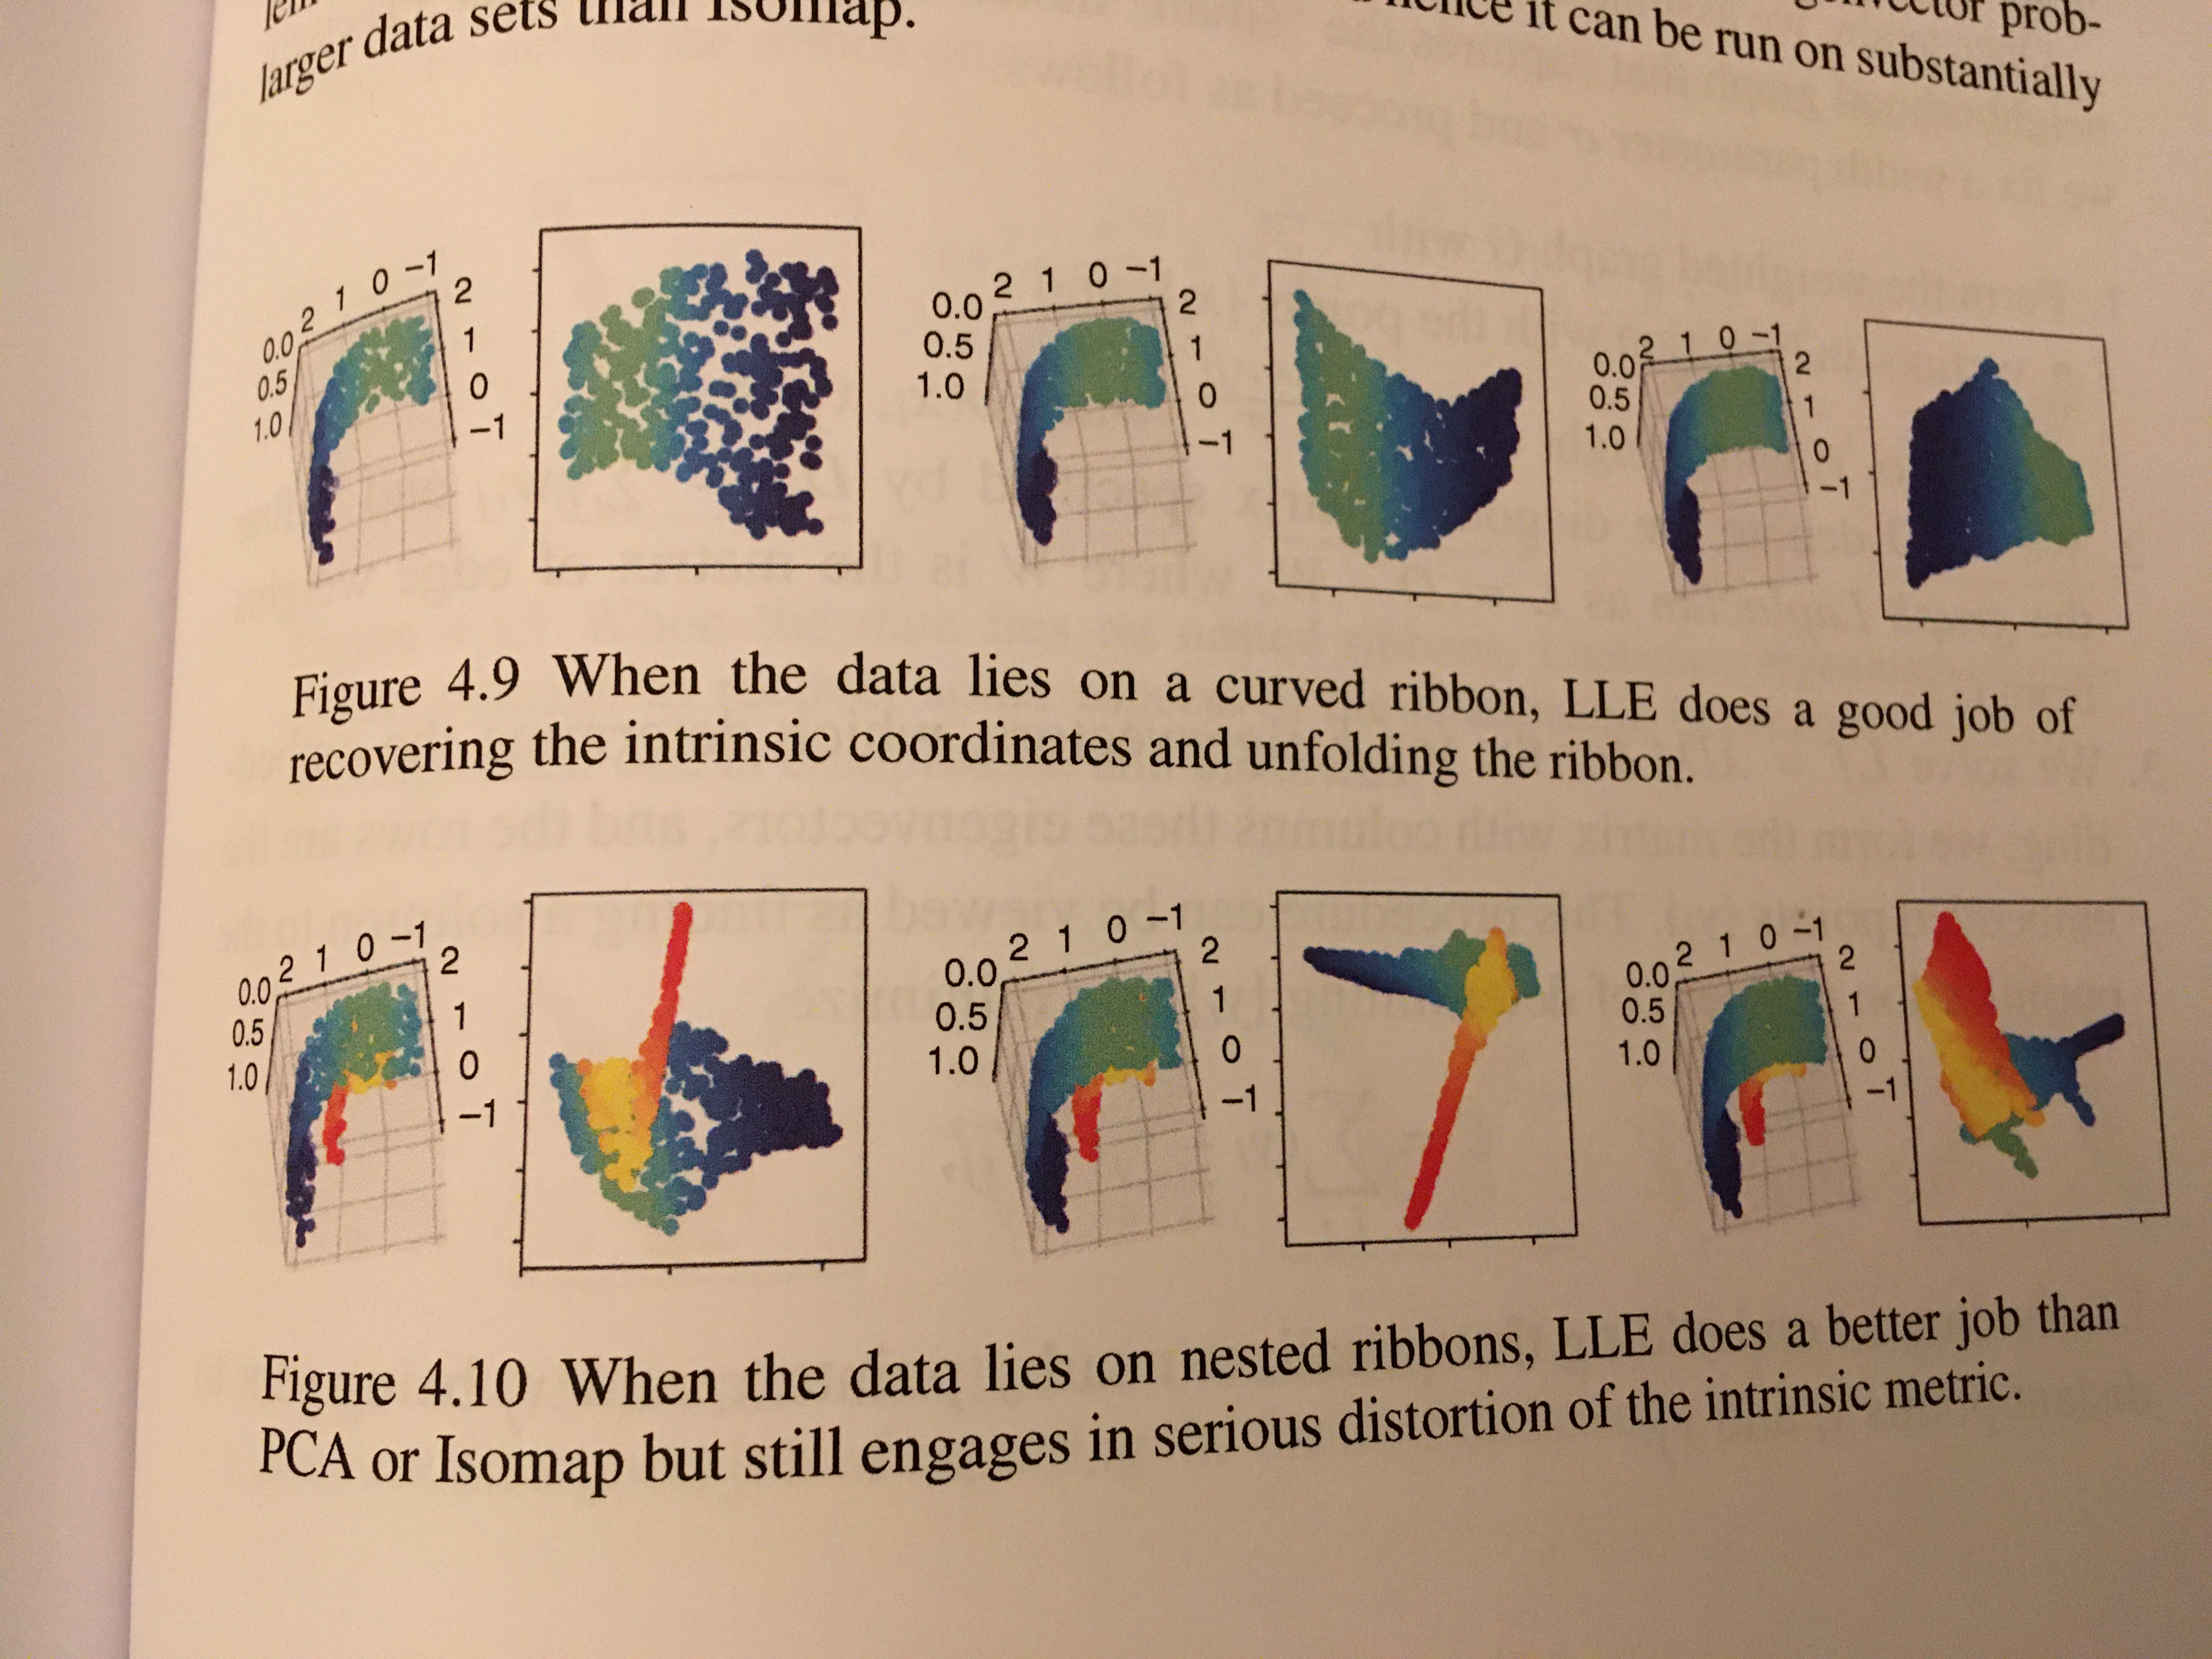 genvector prob-
hence it can be run on substantially
larger data sets than Isomap.
2 1 0 −1
0.0 0.5 1.0
2 1 0 −1
2 1 0 −1
0.0 0.5 1.0
2 1 0 −1
2 1 0 −1
0.0 0.5 1.0
2 1 0 −1
Figure 4.9 When the data lies on a curved ribbon, LLE does a good job of
recovering the intrinsic coordinates and unfolding the ribbon.
2 1 0 −1
0.0 0.5 1.0
2 1 0 −1
2 1 0 −1
0.0 0.5 1.0
2 1 0 −1
2 1 0 −1
0.0 0.5 1.0
2 1 0 −1
Figure 4.10 When the data lies on nested ribbons, LLE does a better job than
PCA or Isomap but still engages in serious distortion of the intrinsic metric.